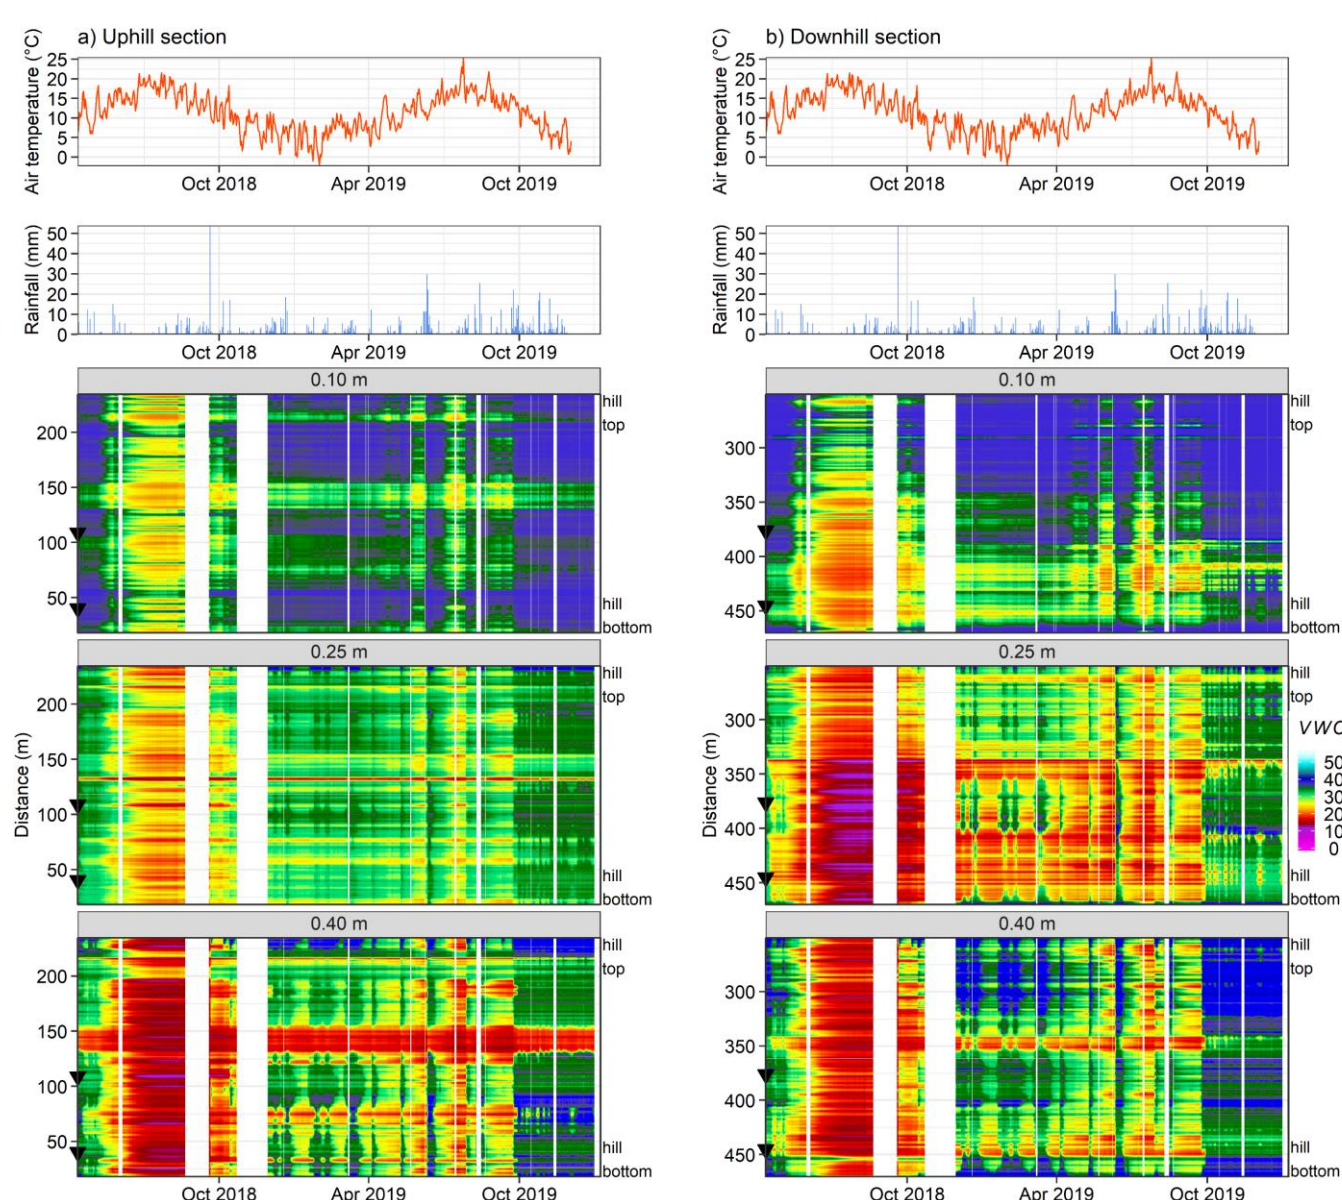 a) Uphill section
Air temperature (°C)
25
20
15
10
5
0
Oct 2018 Apr 2019 Oct 2019
Rainfall (mm)
50
40
30
20
10
0
Oct 2018 Apr 2019 Oct 2019
Distance (m)
0.10 m
200
150
100
50
hill
top
hill
bottom
0.25 m
200
150
100
50
hill
top
hill
bottom
0.40 m
200
150
100
50
hill
top
hill
bottom
Oct 2018 Apr 2019 Oct 2019
b) Downhill section
Air temperature (°C)
25
20
15
10
5
0
Oct 2018 Apr 2019 Oct 2019
Rainfall (mm)
50
40
30
20
10
0
Oct 2018 Apr 2019 Oct 2019
Distance (m)
0.10 m
300
350
400
450
hill
top
hill
bottom
0.25 m
300
350
400
450
hill
top
hill
bottom
0.40 m
300
350
400
450
hill
top
hill
bottom
Oct 2018 Apr 2019 Oct 2019
VWC
50
40
30
20
10
0